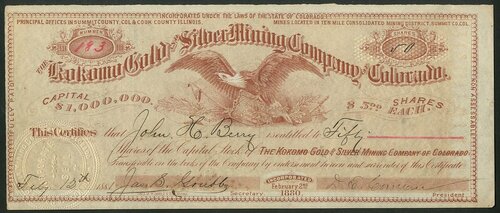 INCORPORATED UNDER THE LAWS OF THE STATE OF COLORADO.
PRINCIPAL OFFICES IN SUMMIT COUNTY, COL. & COOK COUNTY ILLINOIS.
MINES LOCATED IN TEN MILE CONSOLIDATED MINING DISTRICT, SUMMIT CO. COL.
NUMBER
193
SHARES
50
THE Kokomo Gold and Silver Mining Company of Colorado.
CAPITAL
$1,000,000.
SHARES
EACH.
This Certifies that John H. Berry is entitled to Fifty
Shares of the Capital Stock of THE KOKOMO GOLD & SILVER MINING COMPANY OF COLORADO
Transferable on the books of the Company by endorsement hereon and surrender of this Certificate
Feby 15th 188
INCORPORATED
February 2nd
1880
Secretary
President